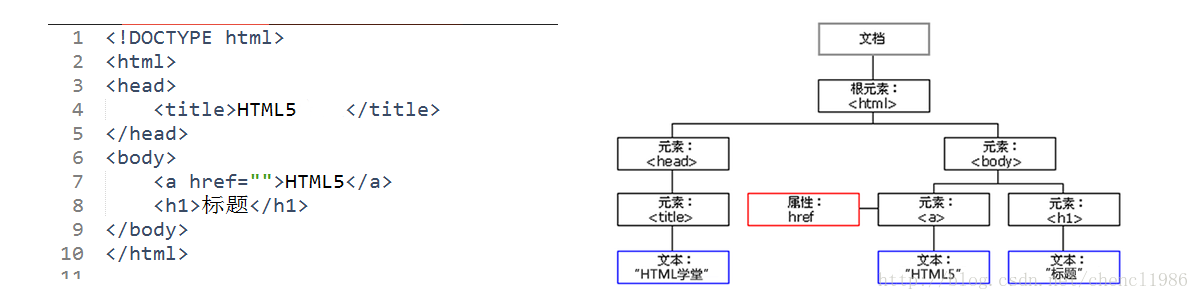 1 <!DOCTYPE html>
2 <html>
3 <head>
4 <title>HTML5 </title>
5 </head>
6 <body>
7 <a href="">HTML5</a>
8 <h1>标题</h1>
9 </body>
10 </html>
11
文档
根元素：
<html>
元素：
<head>
元素：
<body>
元素：
<title>
属性：
href
元素：
<a>
元素：
<h1>
文本：
"HTML学堂"
文本：
"HTML5"
文本：
"标题"
http://blog.csdn.net/chencl1986